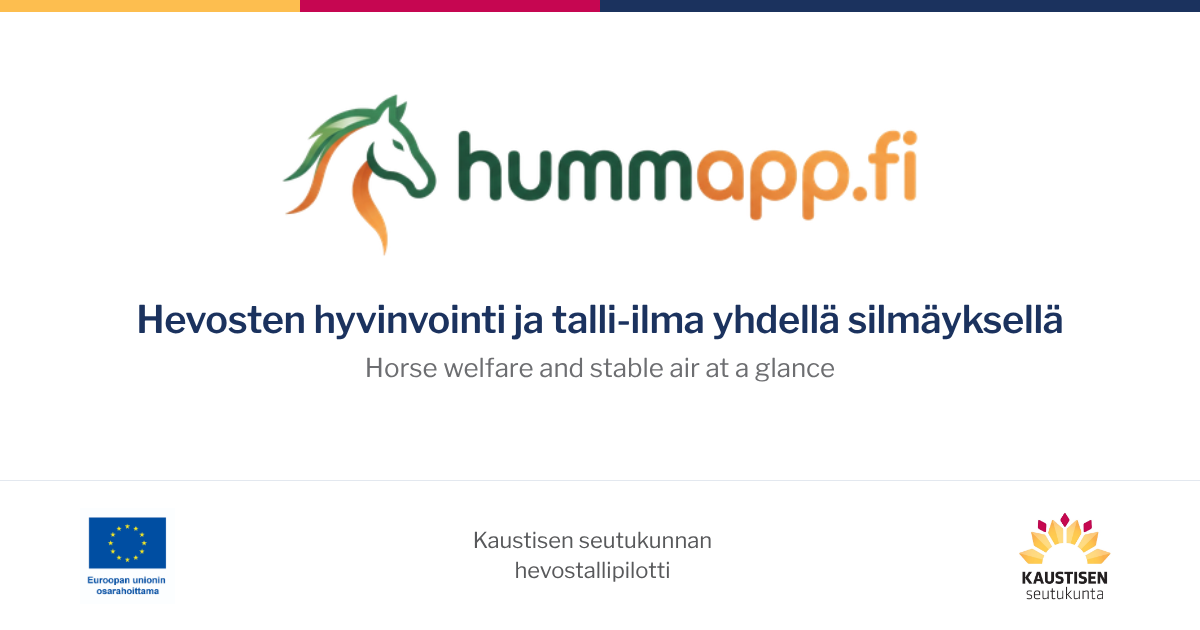 hummapp.fi
Hevosten hyvinvointi ja talli-ilma yhdellä silmäyksellä
Horse welfare and stable air at a glance
Euroopan unionin
osarahoittama
Kaustisen seutukunnan
hevostallipilotti
KAUSTISEN
seutukunta